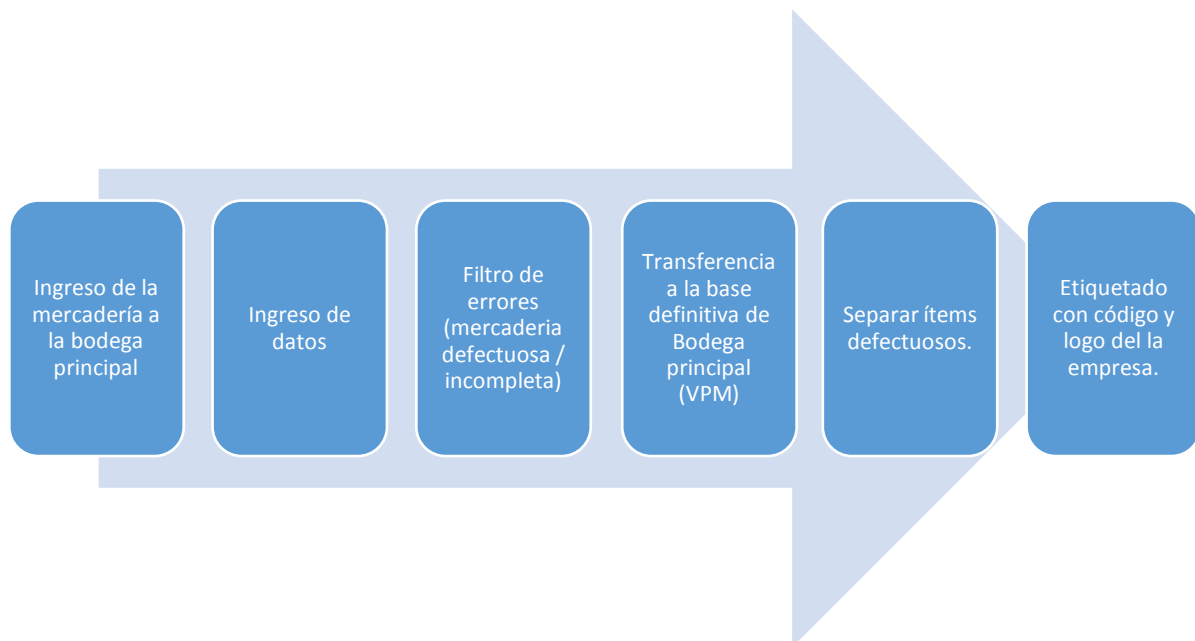 Ingreso de la
mercadería a
la bodega
principal
Ingreso de
datos
Filtro de
errores
(mercaderia
defectuosa /
incompleta)
Transferencia
a la base
definitiva de
Bodega
principal
(VPM)
Separar ítems
defectuosos.
Etiquetado
con código y
logo del la
empresa.